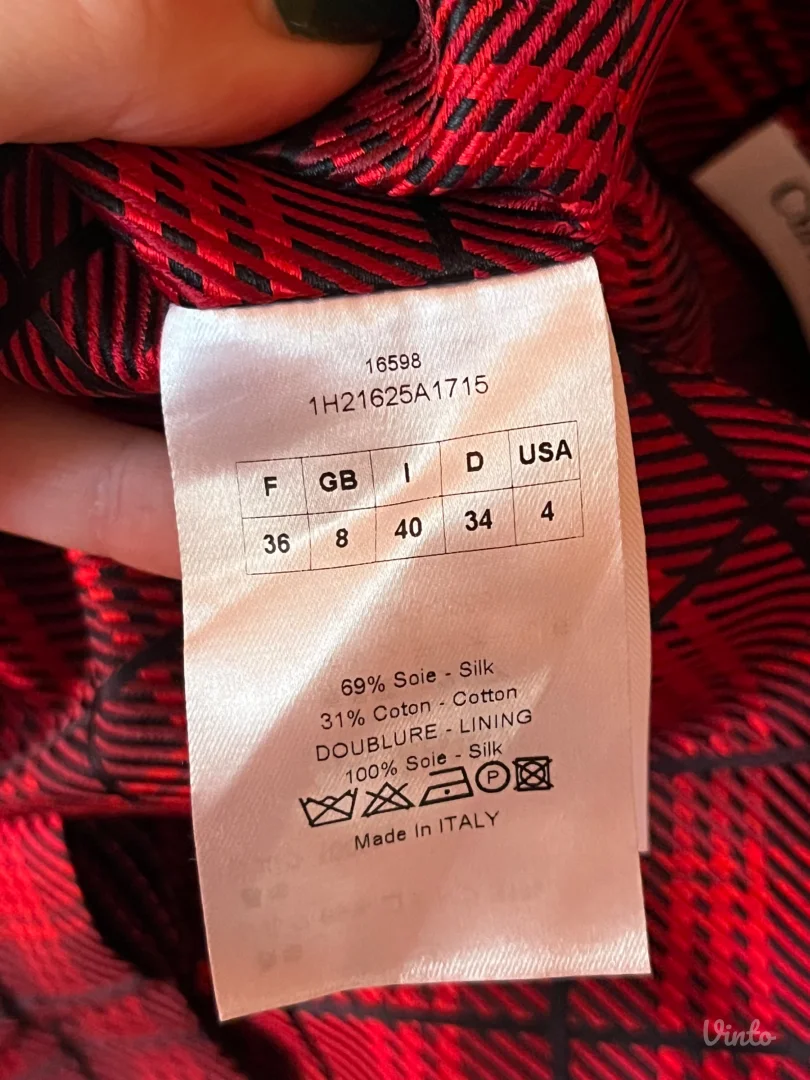 16598
1H21625A1715
F GB I D USA
36 8 40 34 4
69% Soie - Silk
31% Coton - Cotton
DOUBLURE - LINING
100% Soie - Silk
P
Made In ITALY
Vinto